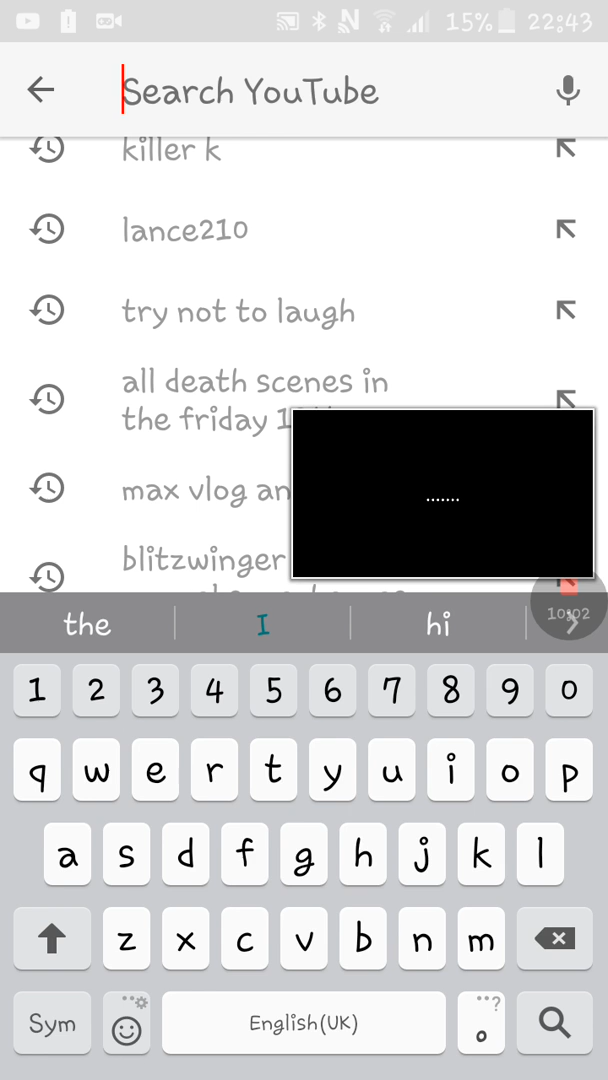 15% 22:43
Search YouTube
killer k
lance210
try not to laugh
all death scenes in
the friday
max vlog an
.......
blitzwinger
10:02
the I hi
1 2 3 4 5 6 7 8 9 0
q w e r t y u i o p
a s d f g h j k l
z x c v b n m
Sym English(UK)